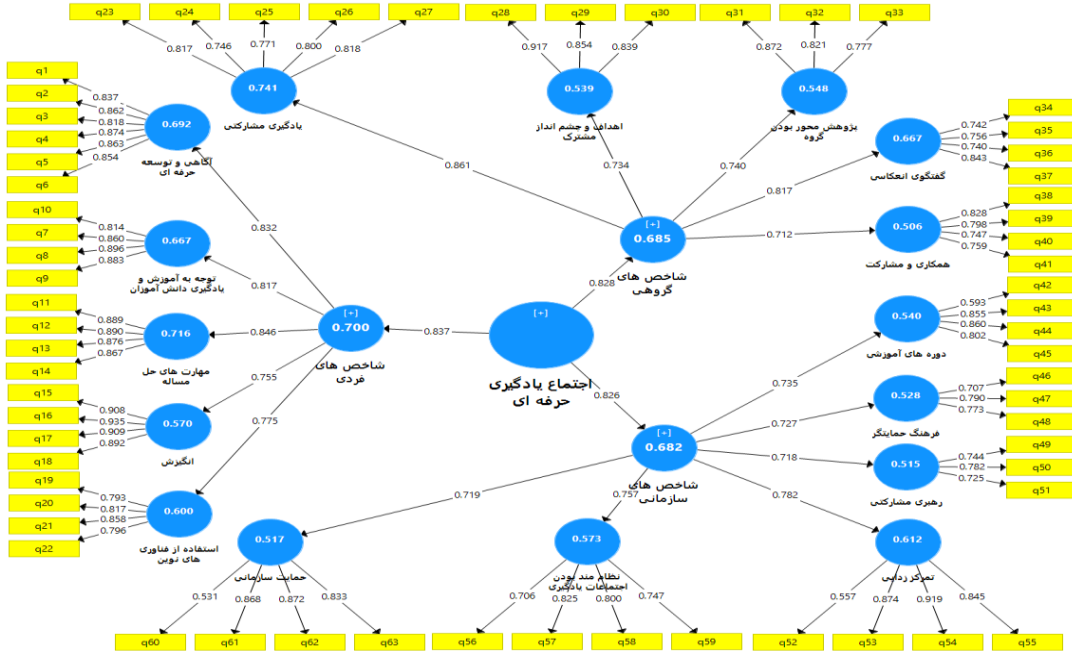 q23
q24
q25
q26
q27
q28
q29
q30
q31
q32
q33
0.817
0.746
0.771
0.800
0.818
0.917
0.854
0.839
0.872
0.821
0.777
0.741
یادگیری مشارکتی
0.539
اهداف و چشم انداز
مشترک
0.548
پژوهش محور بودن
گروه
q1
q2
q3
q4
q5
q6
0.837
0.862
0.818
0.874
0.863
0.854
0.692
آگاهی و توسعه
حرفه ای
q10
q7
q8
q9
0.814
0.860
0.896
0.883
0.667
توجه به آموزش و
یادگیری دانش آموزان
q11
q12
q13
q14
0.889
0.890
0.876
0.867
0.716
مهارت های حل
مساله
q15
q16
q17
q18
0.908
0.935
0.909
0.892
0.570
انگیزش
q19
q20
q21
q22
0.793
0.817
0.858
0.796
0.600
استفاده از فناوری
های نوین
0.832
0.817
0.846
0.755
0.775
[+]
0.700
شاخص های
فردی
0.837
[+]
اجتماع یادگیری
حرفه ای
0.828
0.826
0.861
0.734
0.740
0.817
0.712
[+]
0.685
شاخص های
گروهی
0.667
گفتگوی انعکاسی
0.742
0.756
0.740
0.843
q34
q35
q36
q37
0.506
همکاری و مشارکت
0.828
0.798
0.747
0.759
q38
q39
q40
q41
0.540
دوره های آموزشی
0.593
0.855
0.860
0.802
q42
q43
q44
q45
0.528
فرهنگ حمایتگر
0.707
0.790
0.773
q46
q47
q48
0.515
رهبری مشارکتی
0.744
0.782
0.725
q49
q50
q51
[+]
0.682
شاخص های
سازمانی
0.735
0.727
0.718
0.782
0.757
0.719
0.517
حمایت سازمانی
0.531
0.868
0.872
0.833
q60
q61
q62
q63
0.573
نظام مند بودن
اجتماعات یادگیری
0.706
0.825
0.800
0.747
q56
q57
q58
q59
0.612
تمرکز زدایی
0.557
0.874
0.919
0.845
q52
q53
q54
q55